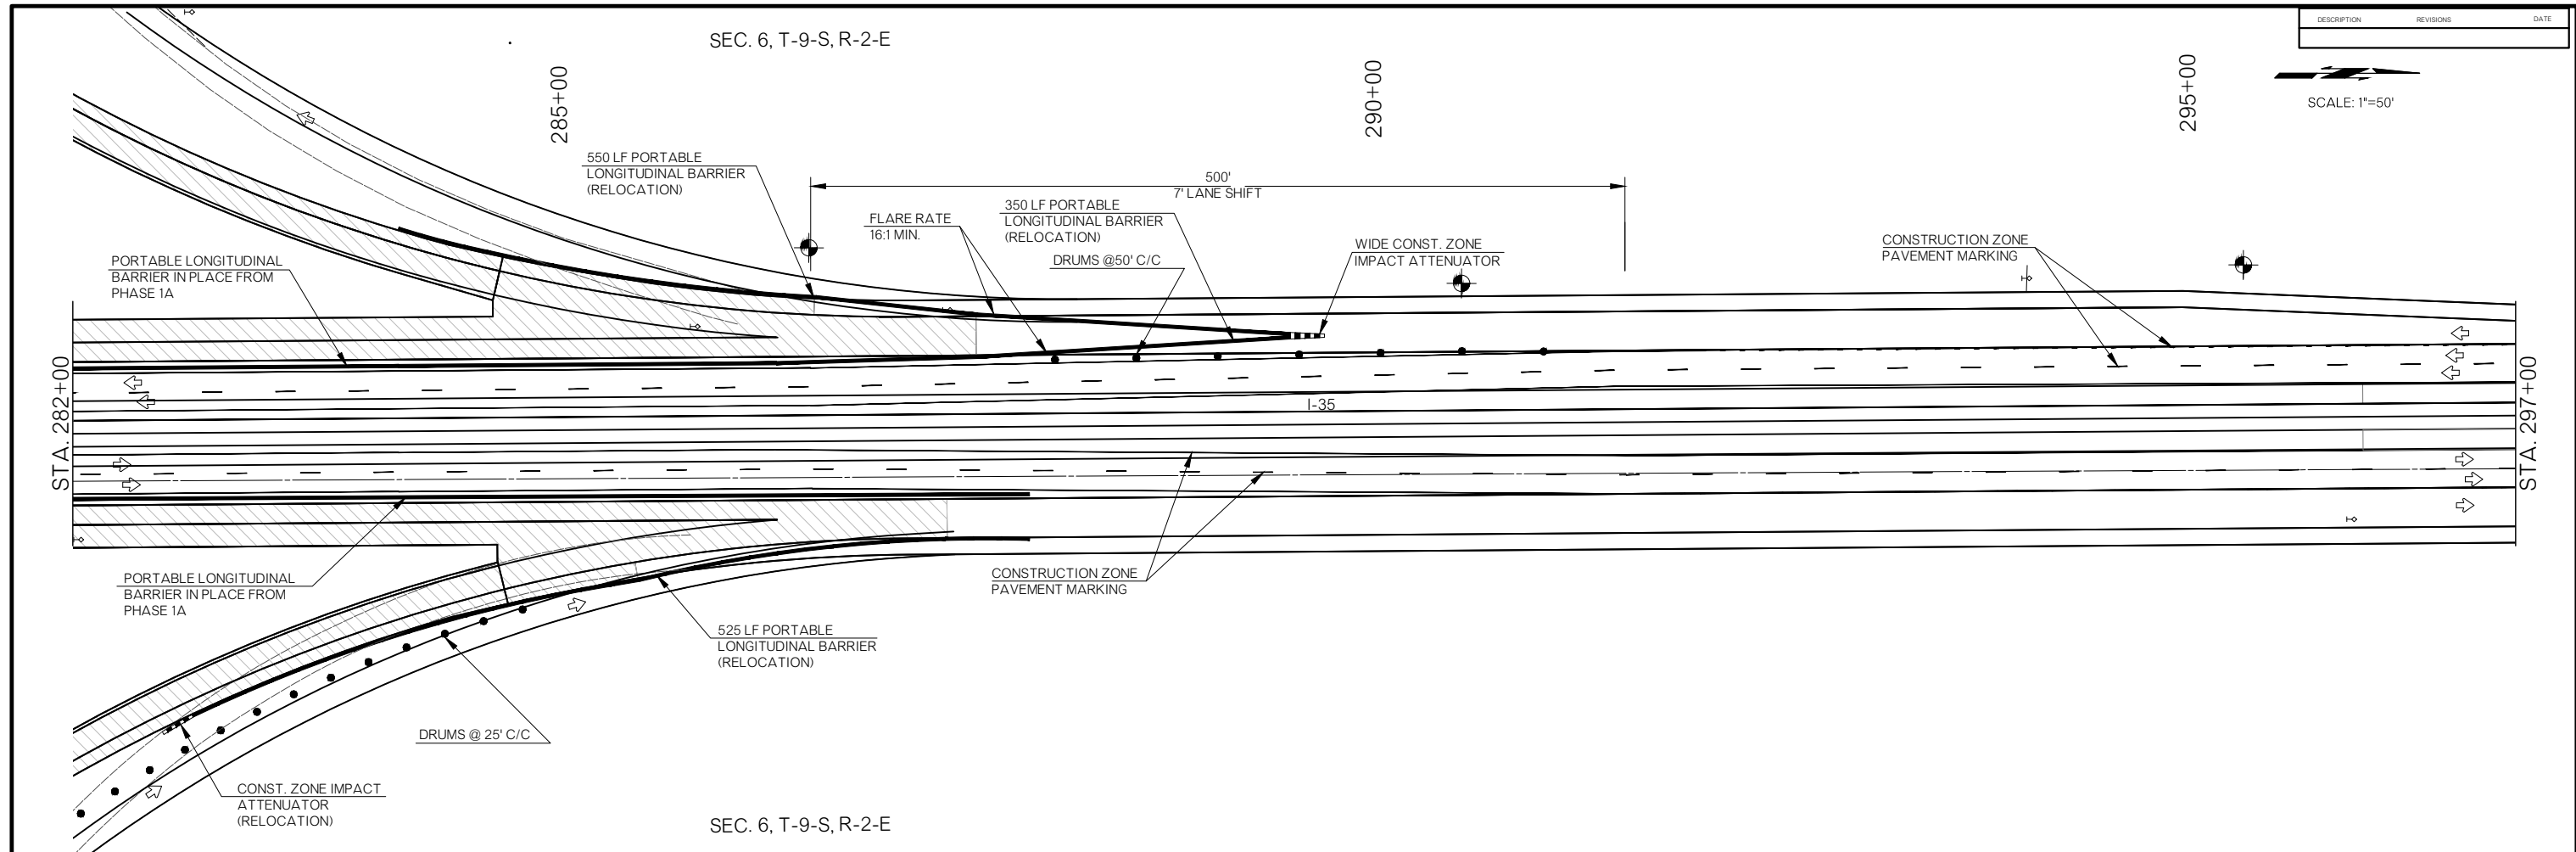 DESCRIPTION REVISIONS DATE
SEC. 6, T-9-S, R-2-E
285+00
290+00
295+00
SCALE: 1"=50'
550 LF PORTABLE
LONGITUDINAL BARRIER
(RELOCATION)
500'
7' LANE SHIFT
FLARE RATE
16:1 MIN.
350 LF PORTABLE
LONGITUDINAL BARRIER
(RELOCATION)
DRUMS @50' C/C
WIDE CONST. ZONE
IMPACT ATTENUATOR
CONSTRUCTION ZONE
PAVEMENT MARKING
PORTABLE LONGITUDINAL
BARRIER IN PLACE FROM
PHASE 1A
STA. 282+00
I-35
STA. 297+00
PORTABLE LONGITUDINAL
BARRIER IN PLACE FROM
PHASE 1A
CONSTRUCTION ZONE
PAVEMENT MARKING
525 LF PORTABLE
LONGITUDINAL BARRIER
(RELOCATION)
DRUMS @ 25' C/C
CONST. ZONE IMPACT
ATTENUATOR
(RELOCATION)
SEC. 6, T-9-S, R-2-E